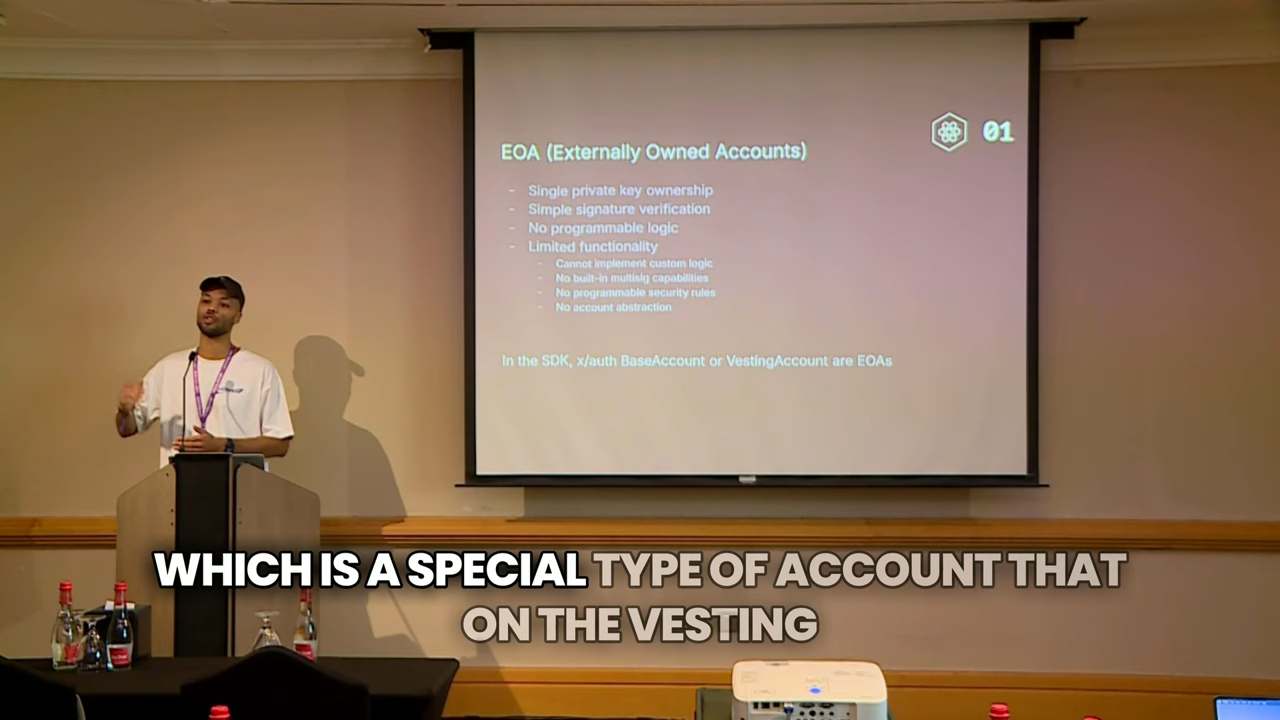 01
EOA (Externally Owned Accounts)
- Single private key ownership
- Simple signature verification
- No programmable logic
- Limited functionality
- Cannot implement custom logic
- No built-in multisig capabilities
- No programmable security rules
- No account abstraction
In the SDK, x/auth BaseAccount or VestingAccount are EOAs
WHICH IS A SPECIAL TYPE OF ACCOUNT THAT
ON THE VESTING